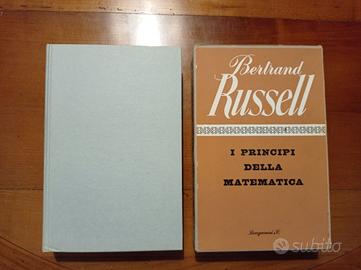 Bertrand
Russell
I PRINCIPI
DELLA
MATEMATICA
Longanesi & C.
subito